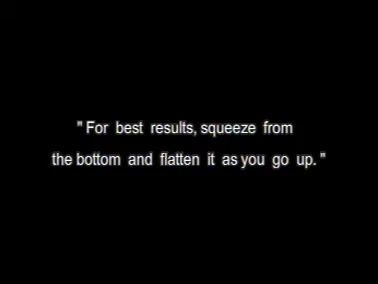 " For best results, squeeze from
the bottom and flatten it as you go up. "